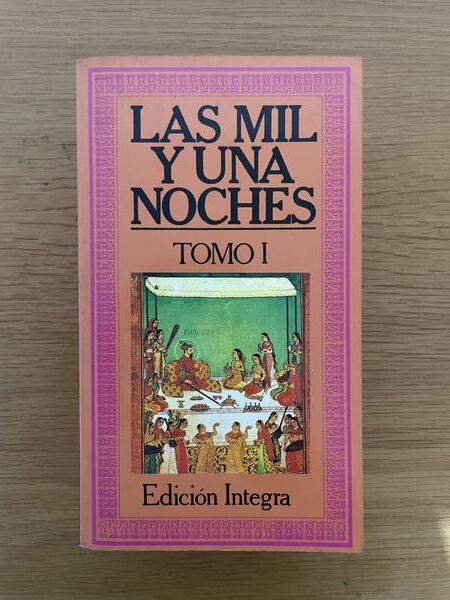 LAS MIL
Y UNA
NOCHES
TOMO I
Edición Integra